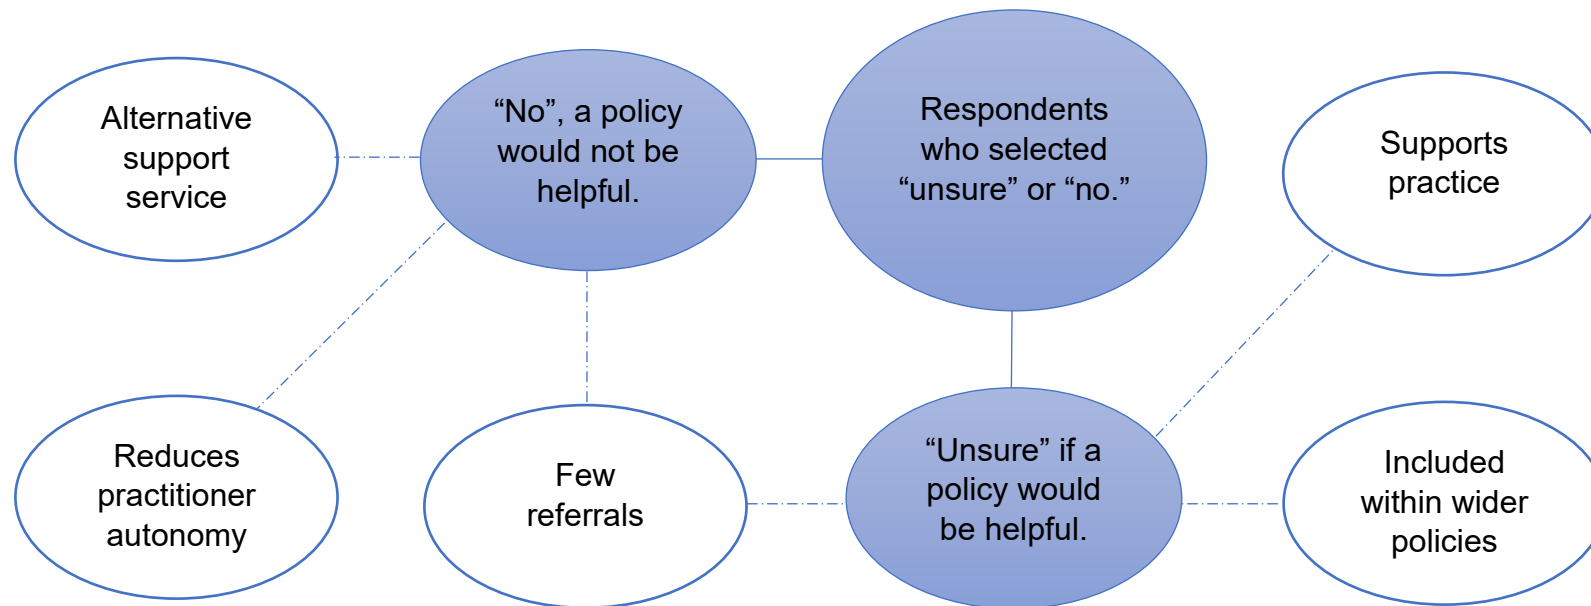 Alternative
support
service
“No”, a policy
would not be
helpful.
Respondents
who selected
“unsure” or “no.”
Supports
practice
Reduces
practitioner
autonomy
Few
referrals
“Unsure” if a
policy would
be helpful.
Included
within wider
policies